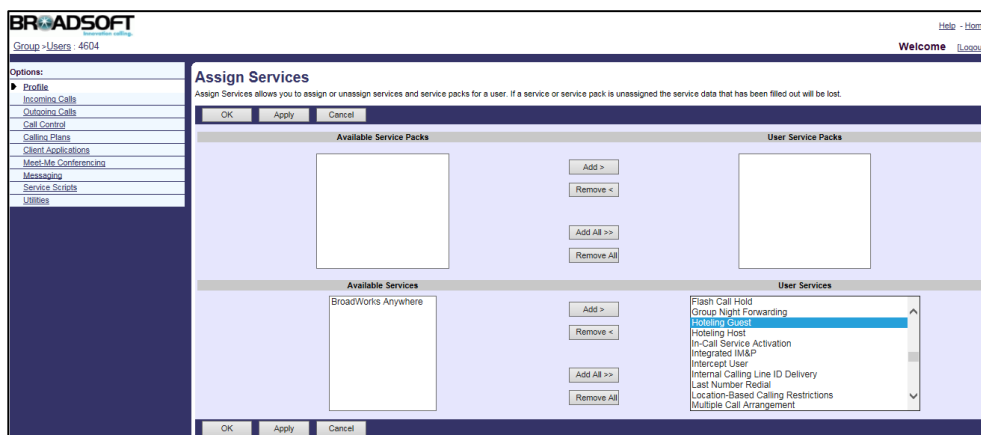 BROADSOFT
Innovation calling.
Help - Hom
Group >Users : 4604
Welcome [Logou
Options:
Profile
Incoming Calls
Outgoing Calls
Call Control
Calling Plans
Client Applications
Meet-Me Conferencing
Messaging
Service Scripts
Utilities
Assign Services
Assign Services allows you to assign or unassign services and service packs for a user. If a service or service pack is unassigned the service data that has been filled out will be lost.
OK Apply Cancel
Available Service Packs User Service Packs
Add >
Remove <
Add All >>
Remove All
Available Services User Services
BroadWorks Anywhere
Add >
Remove <
Add All >>
Remove All
Flash Call Hold
Group Night Forwarding
Hoteling Guest
Hoteling Host
In-Call Service Activation
Integrated IM&P
Intercept User
Internal Calling Line ID Delivery
Last Number Redial
Location-Based Calling Restrictions
Multiple Call Arrangement
OK Apply Cancel